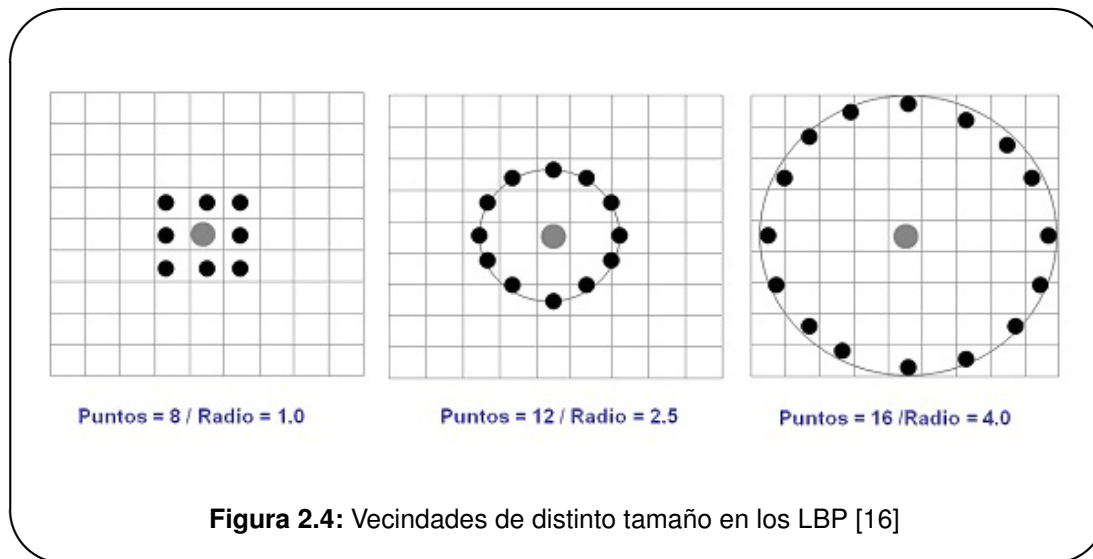 Puntos = 8 / Radio = 1.0
Puntos = 12 / Radio = 2.5
Puntos = 16 /Radio = 4.0
Figura 2.4: Vecindades de distinto tamaño en los LBP [16]